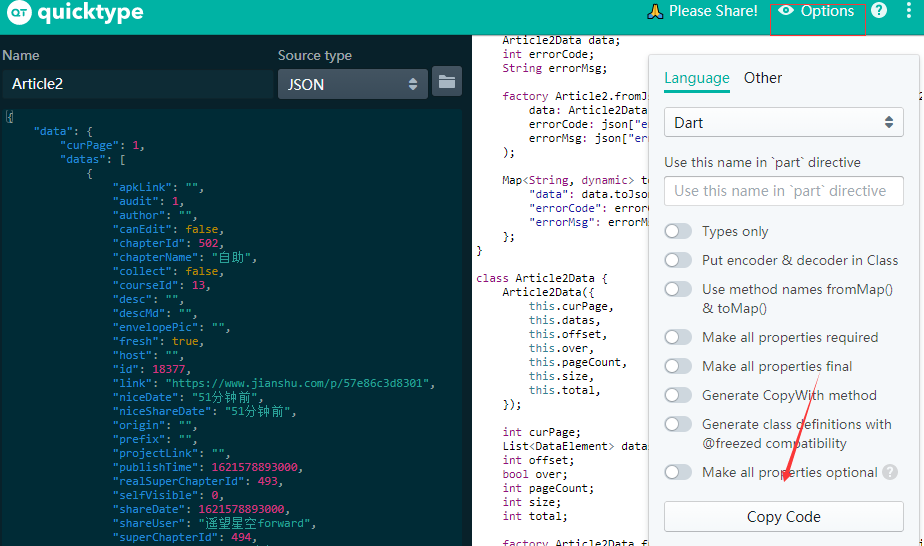 QT quicktype
Please Share!
Options
?
Name
Source type
Article2
JSON
{
"data": {
"curPage": 1,
"datas": [
{
"apkLink": "",
"audit": 1,
"author": "",
"canEdit": false,
"chapterId": 502,
"chapterName": "自助",
"collect": false,
"courseId": 13,
"desc": "",
"descMd": "",
"envelopePic": "",
"fresh": true,
"host": "",
"id": 18377,
"link": "https://www.jianshu.com/p/57e86c3d8301",
"niceDate": "51分钟前",
"niceShareDate": "51分钟前",
"origin": "",
"prefix": "",
"projectLink": "",
"publishTime": 1621578893000,
"realSuperChapterId": 493,
"selfVisible": 0,
"shareDate": 1621578893000,
"shareUser": "遥望星空forward",
"superChapterId": 494,
Article2Data data;
int errorCode;
String errorMsg;
factory Article2.fromJs
data: Article2Data
errorCode: json["er
errorMsg: json["err
);
Map<String, dynamic> to
"data": data.toJson
"errorCode": errorC
"errorMsg": errorMs
};
}
class Article2Data {
Article2Data({
this.curPage,
this.datas,
this.offset,
this.over,
this.pageCount,
this.size,
this.total,
});
int curPage;
List<DataElement> datas
int offset;
bool over;
int pageCount;
int size;
int total;
factory Article2Data.f
Language
Other
Dart
Use this name in `part` directive
Use this name in `part` directive
Types only
Put encoder & decoder in Class
Use method names fromMap()
& toMap()
Make all properties required
Make all properties final
Generate CopyWith method
Generate class definitions with
@freezed compatibility
Make all properties optional ?
Copy Code